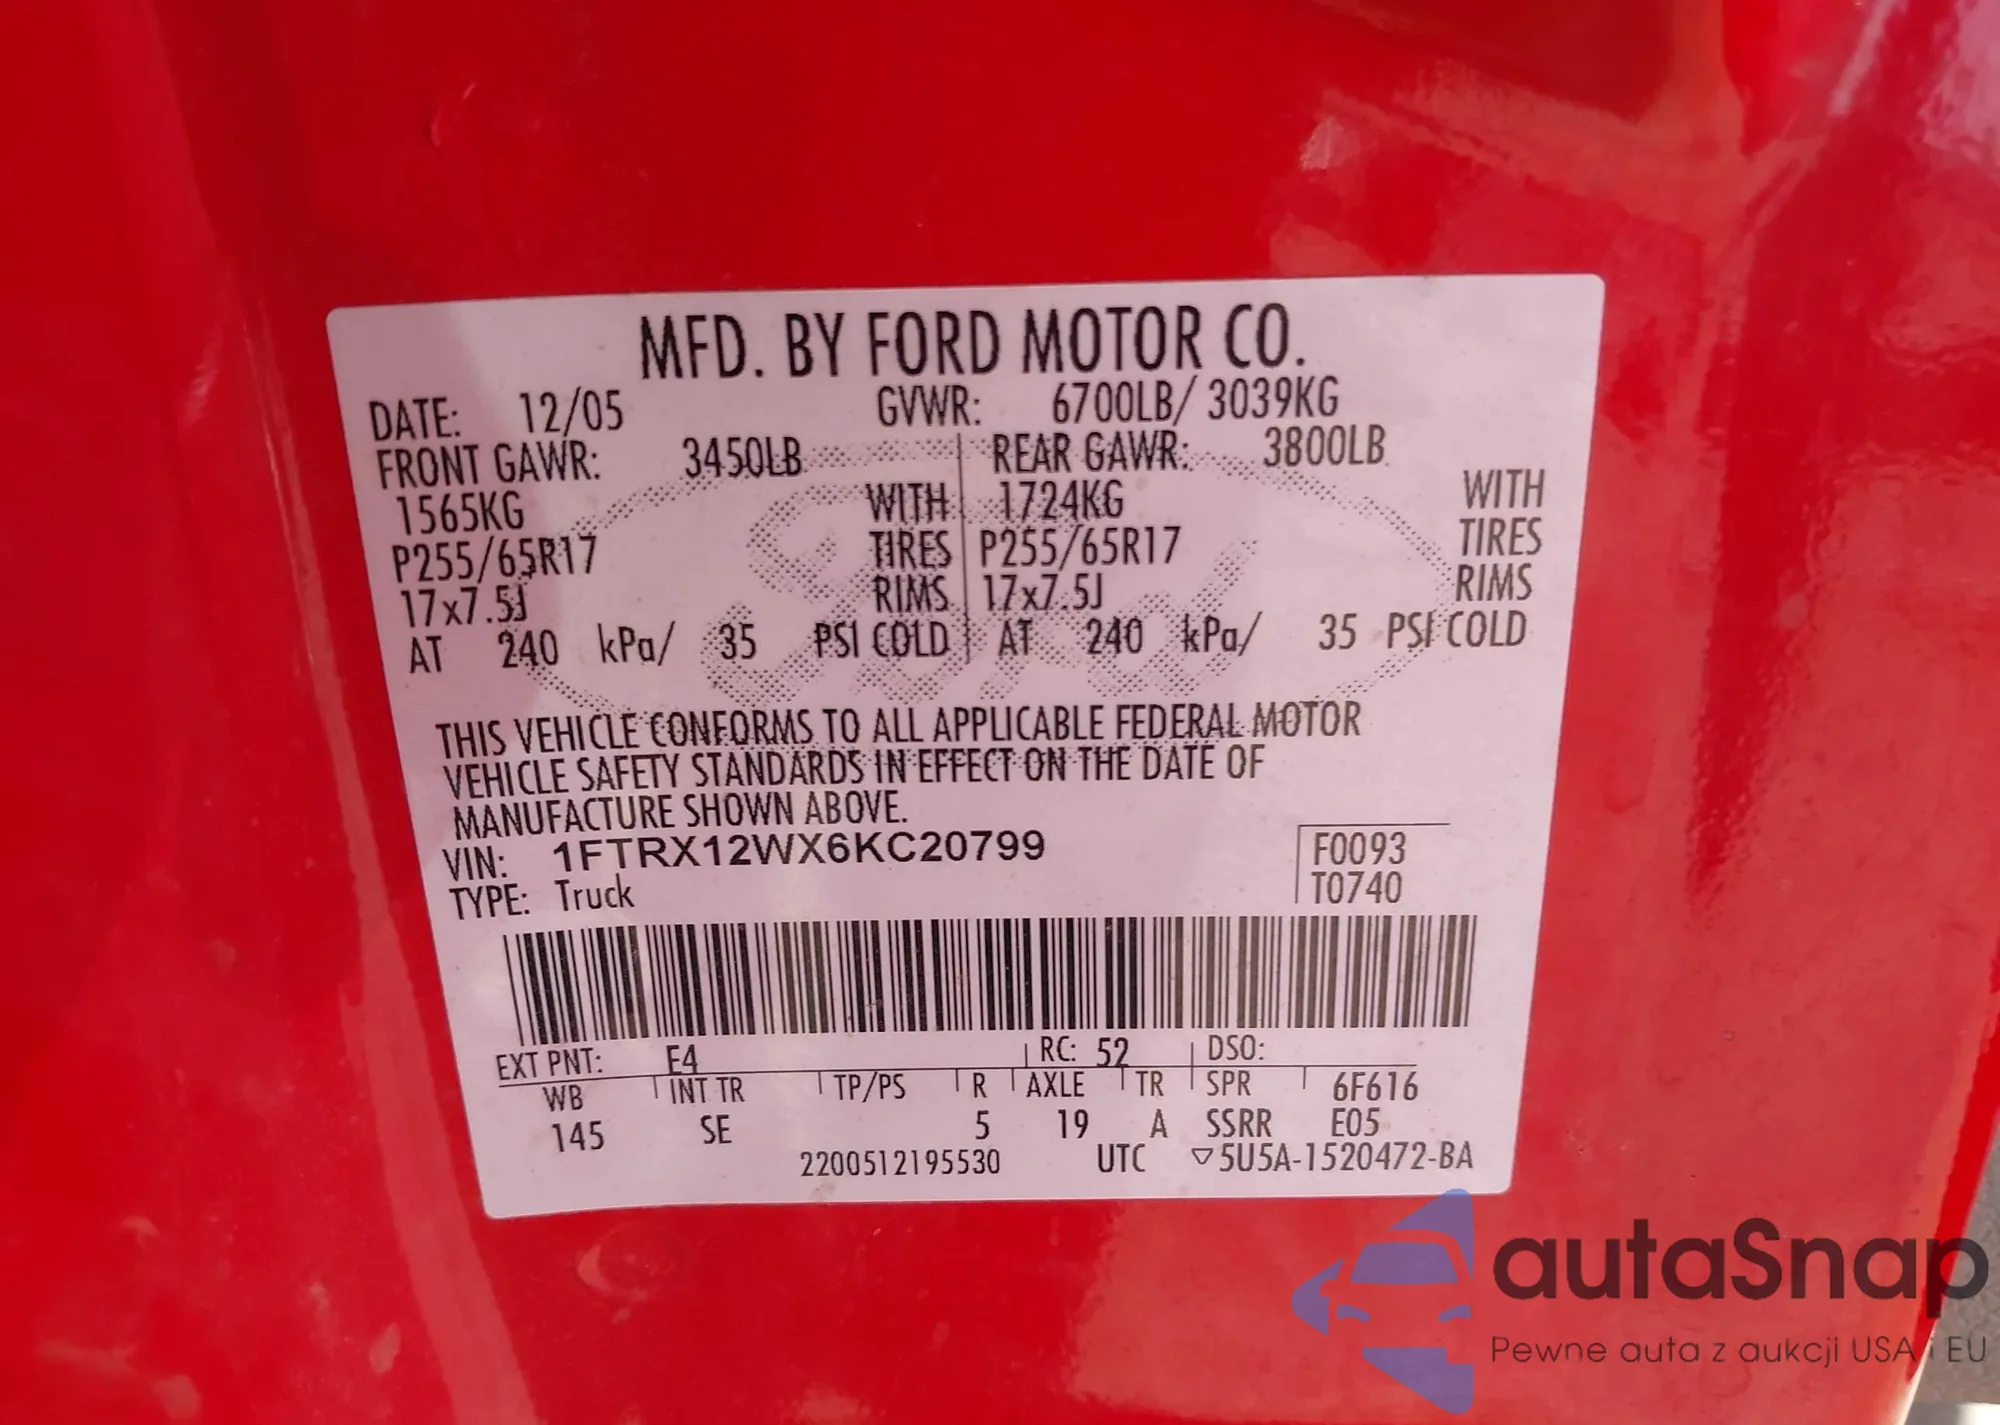 MFD. BY FORD MOTOR CO.
DATE: 12/05 GVWR: 6700LB/ 3039KG
FRONT GAWR: 3450LB REAR GAWR: 3800LB
1565KG WITH 1724KG WITH
P255/65R17 TIRES P255/65R17 TIRES
17x7.5J RIMS 17x7.5J RIMS
AT 240 kPa/ 35 PSI COLD AT 240 kPa/ 35 PSI COLD
Ford
THIS VEHICLE CONFORMS TO ALL APPLICABLE FEDERAL MOTOR
VEHICLE SAFETY STANDARDS IN EFFECT ON THE DATE OF
MANUFACTURE SHOWN ABOVE.
VIN: 1FTRX12WX6KC20799 F0093
TYPE: Truck T0740
EXT PNT: E4 RC: 52 DSO:
WB INT TR TP/PS R AXLE TR SPR 6F616
145 SE 5 19 A SSRR E05
2200512195530 UTC ▽5U5A-1520472-BA
autaSnap
Pewne auta z aukcji USA i EU